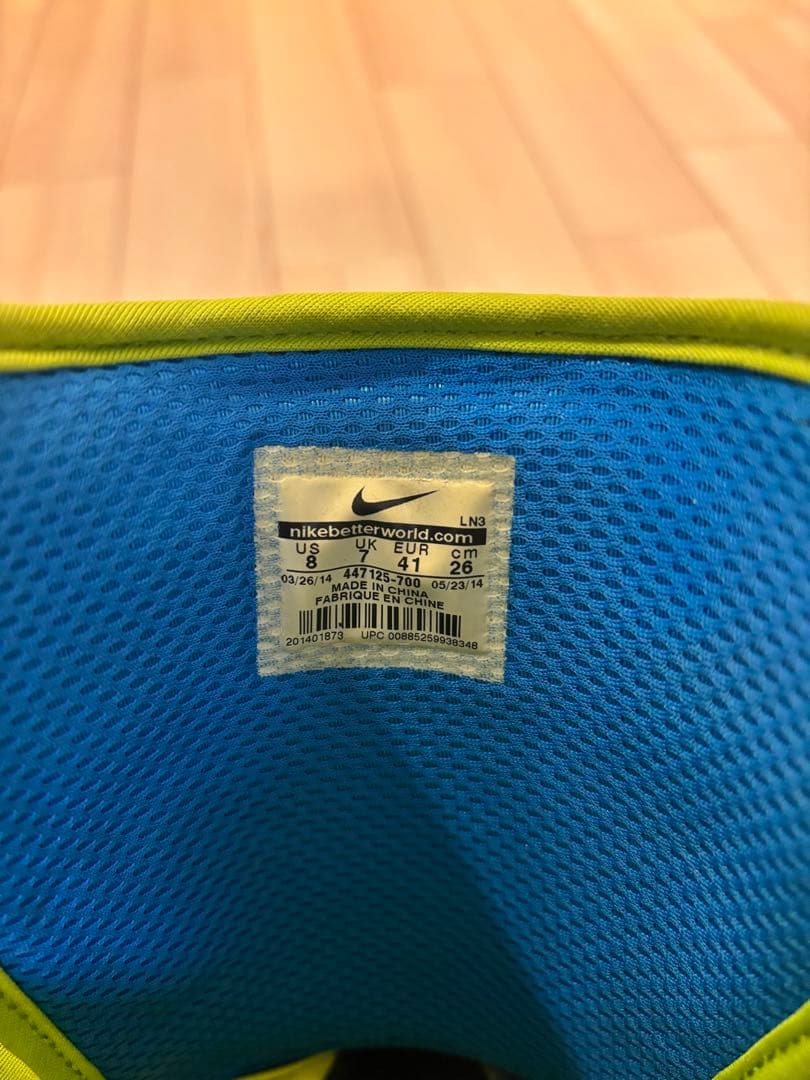 LN3
nikebetterworld.com
US UK EUR cm
8 7 41 26
03/26/14 447125-700 05/23/14
MADE IN CHINA
FABRIQUE EN CHINE
201401873 UPC 00885259938348